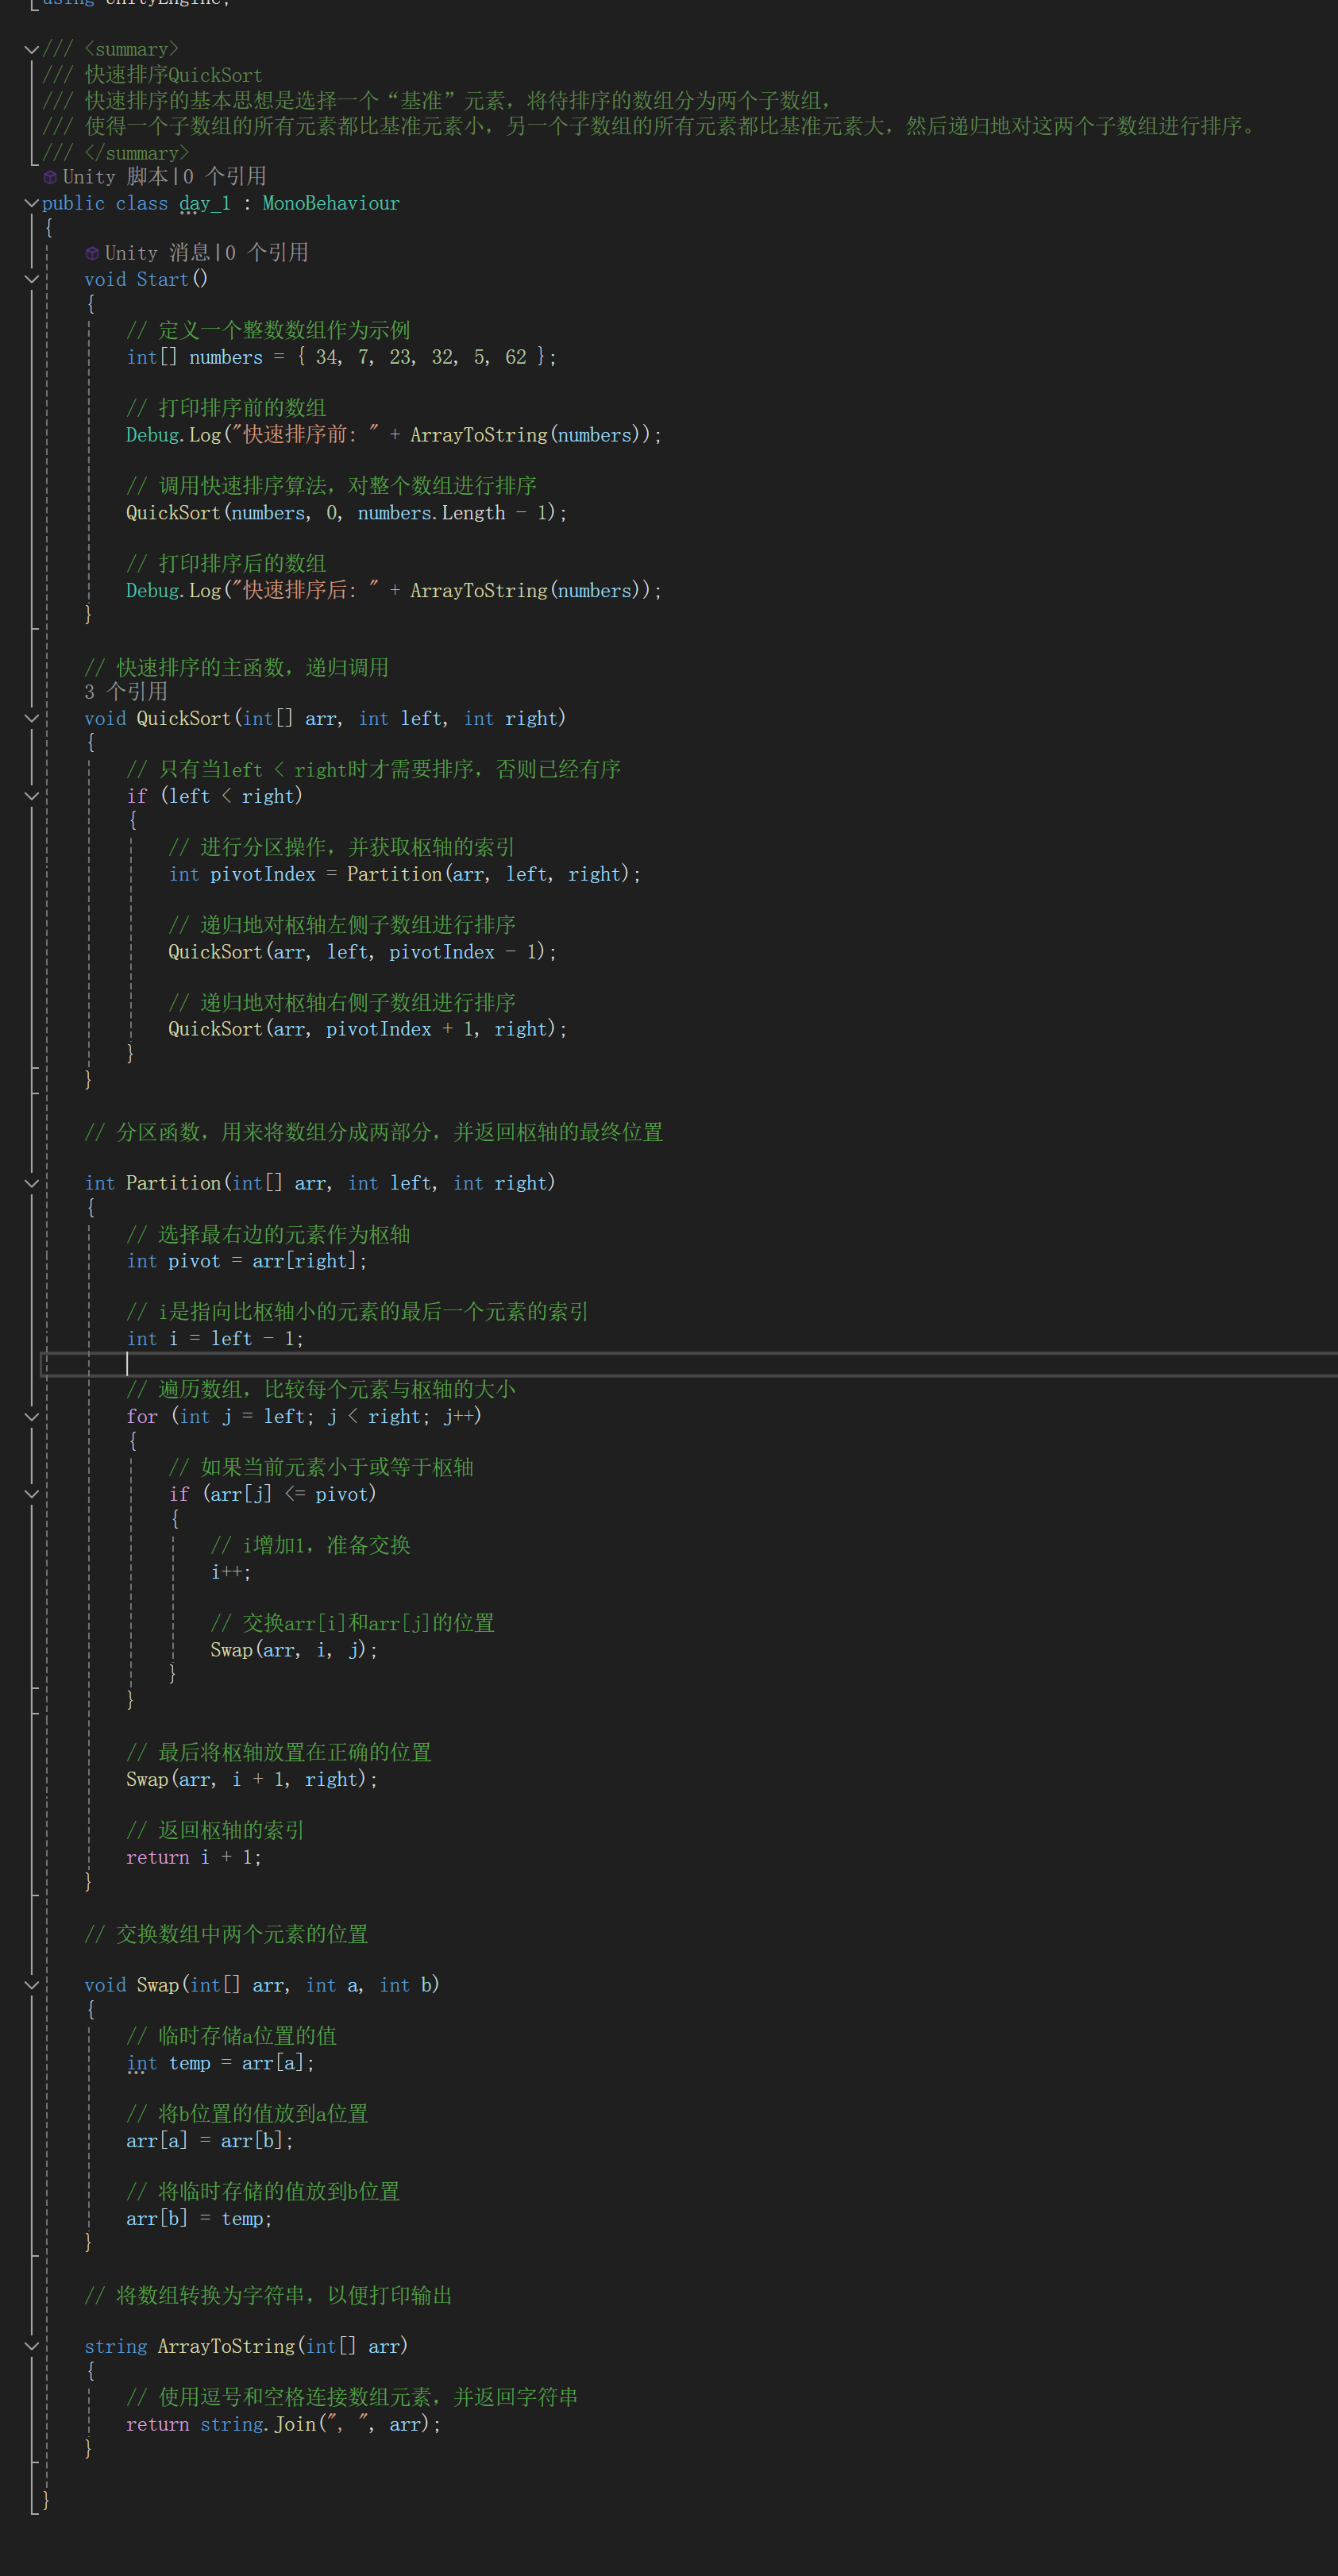 using UnityEngine;
/// <summary>
/// 快速排序QuickSort
/// 快速排序的基本思想是选择一个“基准”元素，将待排序的数组分为两个子数组，
/// 使得一个子数组的所有元素都比基准元素小，另一个子数组的所有元素都比基准元素大，然后递归地对这两个子数组进行排序。
/// </summary>
Unity 脚本|0 个引用
public class day_1 : MonoBehaviour
{
Unity 消息|0 个引用
void Start()
{
// 定义一个整数数组作为示例
int[] numbers = { 34, 7, 23, 32, 5, 62 };
// 打印排序前的数组
Debug.Log("快速排序前: " + ArrayToString(numbers));
// 调用快速排序算法，对整个数组进行排序
QuickSort(numbers, 0, numbers.Length - 1);
// 打印排序后的数组
Debug.Log("快速排序后: " + ArrayToString(numbers));
}
// 快速排序的主函数，递归调用
3 个引用
void QuickSort(int[] arr, int left, int right)
{
// 只有当left < right时才需要排序，否则已经有序
if (left < right)
{
// 进行分区操作，并获取枢轴的索引
int pivotIndex = Partition(arr, left, right);
// 递归地对枢轴左侧子数组进行排序
QuickSort(arr, left, pivotIndex - 1);
// 递归地对枢轴右侧子数组进行排序
QuickSort(arr, pivotIndex + 1, right);
}
}
// 分区函数，用来将数组分成两部分，并返回枢轴的最终位置
int Partition(int[] arr, int left, int right)
{
// 选择最右边的元素作为枢轴
int pivot = arr[right];
// i是指向比枢轴小的元素的最后一个元素的索引
int i = left - 1;
// 遍历数组，比较每个元素与枢轴的大小
for (int j = left; j < right; j++)
{
// 如果当前元素小于或等于枢轴
if (arr[j] <= pivot)
{
// i增加1，准备交换
i++;
// 交换arr[i]和arr[j]的位置
Swap(arr, i, j);
}
}
// 最后将枢轴放置在正确的位置
Swap(arr, i + 1, right);
// 返回枢轴的索引
return i + 1;
}
// 交换数组中两个元素的位置
void Swap(int[] arr, int a, int b)
{
// 临时存储a位置的值
int temp = arr[a];
// 将b位置的值放到a位置
arr[a] = arr[b];
// 将临时存储的值放到b位置
arr[b] = temp;
}
// 将数组转换为字符串，以便打印输出
string ArrayToString(int[] arr)
{
// 使用逗号和空格连接数组元素，并返回字符串
return string.Join(", ", arr);
}
}